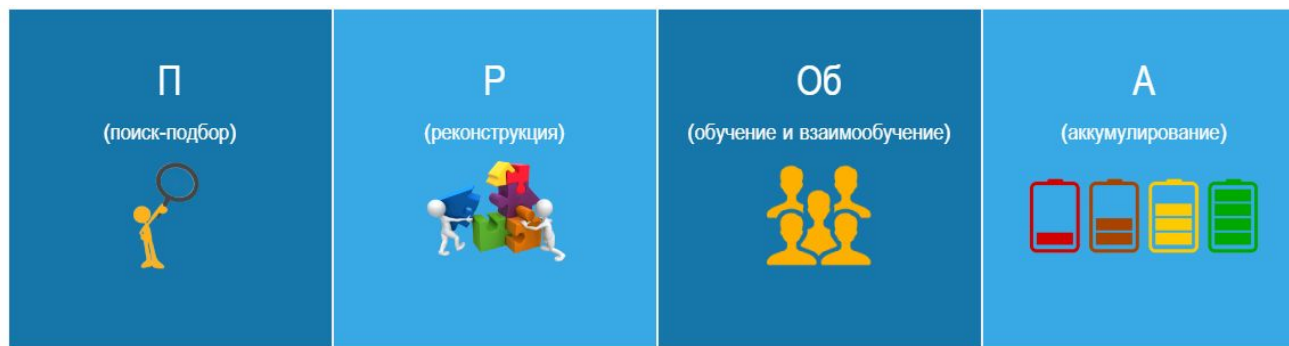 П
(поиск-подбор)
Р
(реконструкция)
Об
(обучение и взаимообучение)
А
(аккумулирование)